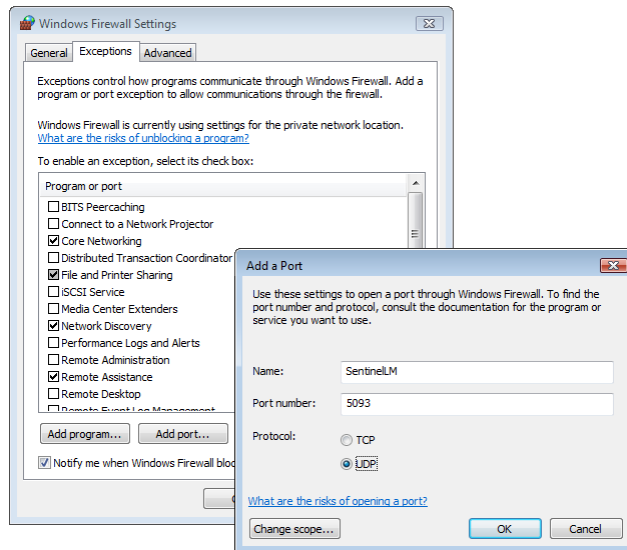 Windows Firewall Settings
General Exceptions Advanced
Exceptions control how programs communicate through Windows Firewall. Add a
program or port exception to allow communications through the firewall.
Windows Firewall is currently using settings for the private network location.
What are the risks of unblocking a program?
To enable an exception, select its check box:
Program or port
BITS Peercaching
Connect to a Network Projector
Core Networking
Distributed Transaction Coordinator
File and Printer Sharing
iSCSI Service
Media Center Extenders
Network Discovery
Performance Logs and Alerts
Remote Administration
Remote Assistance
Remote Desktop
Remote Event Log Management
Add program... Add port...
Notify me when Windows Firewall bloc
Add a Port
Use these settings to open a port through Windows Firewall. To find the
port number and protocol, consult the documentation for the program or
service you want to use.
Name: SentinelLM
Port number: 5093
Protocol: TCP
UDP
What are the risks of opening a port?
Change scope... OK Cancel